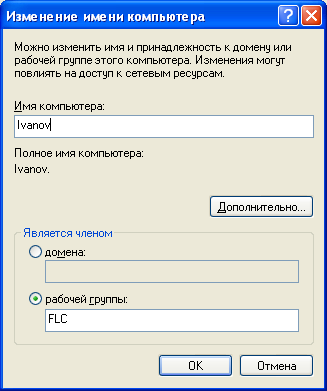 Изменение имени компьютера
Можно изменить имя и принадлежность к домену или
рабочей группе этого компьютера. Изменения могут
повлиять на доступ к сетевым ресурсам.
Имя компьютера:
Ivanov
Полное имя компьютера:
Ivanov.
Дополнительно...
Является членом
домена:
рабочей группы:
FLC
OK
Отмена